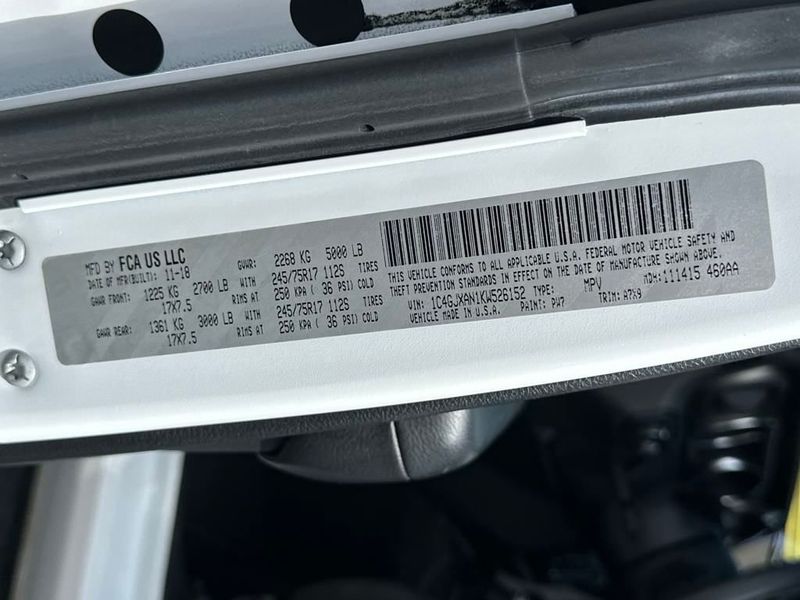 MFD BY FCA US LLC
DATE OF MFR(BUILT): 11-18 GVWR: 2268 KG 5000 LB
GAWR FRONT: 1225 KG 2700 LB WITH 245/75R17 112S TIRES
17X7.5 RIMS AT 250 KPA ( 36 PSI) COLD
GAWR REAR: 1361 KG 3000 LB WITH 245/75R17 112S TIRES
17X7.5 RIMS AT 250 KPA ( 36 PSI) COLD
THIS VEHICLE CONFORMS TO ALL APPLICABLE U.S.A. FEDERAL MOTOR VEHICLE SAFETY AND
THEFT PREVENTION STANDARDS IN EFFECT ON THE DATE OF MANUFACTURE SHOWN ABOVE.
VIN: 1C4GJXAN1KW526152 TYPE: MPV MDH: 111415 460AA
VEHICLE MADE IN U.S.A. PAINT: PW7 TRIM: A7X9